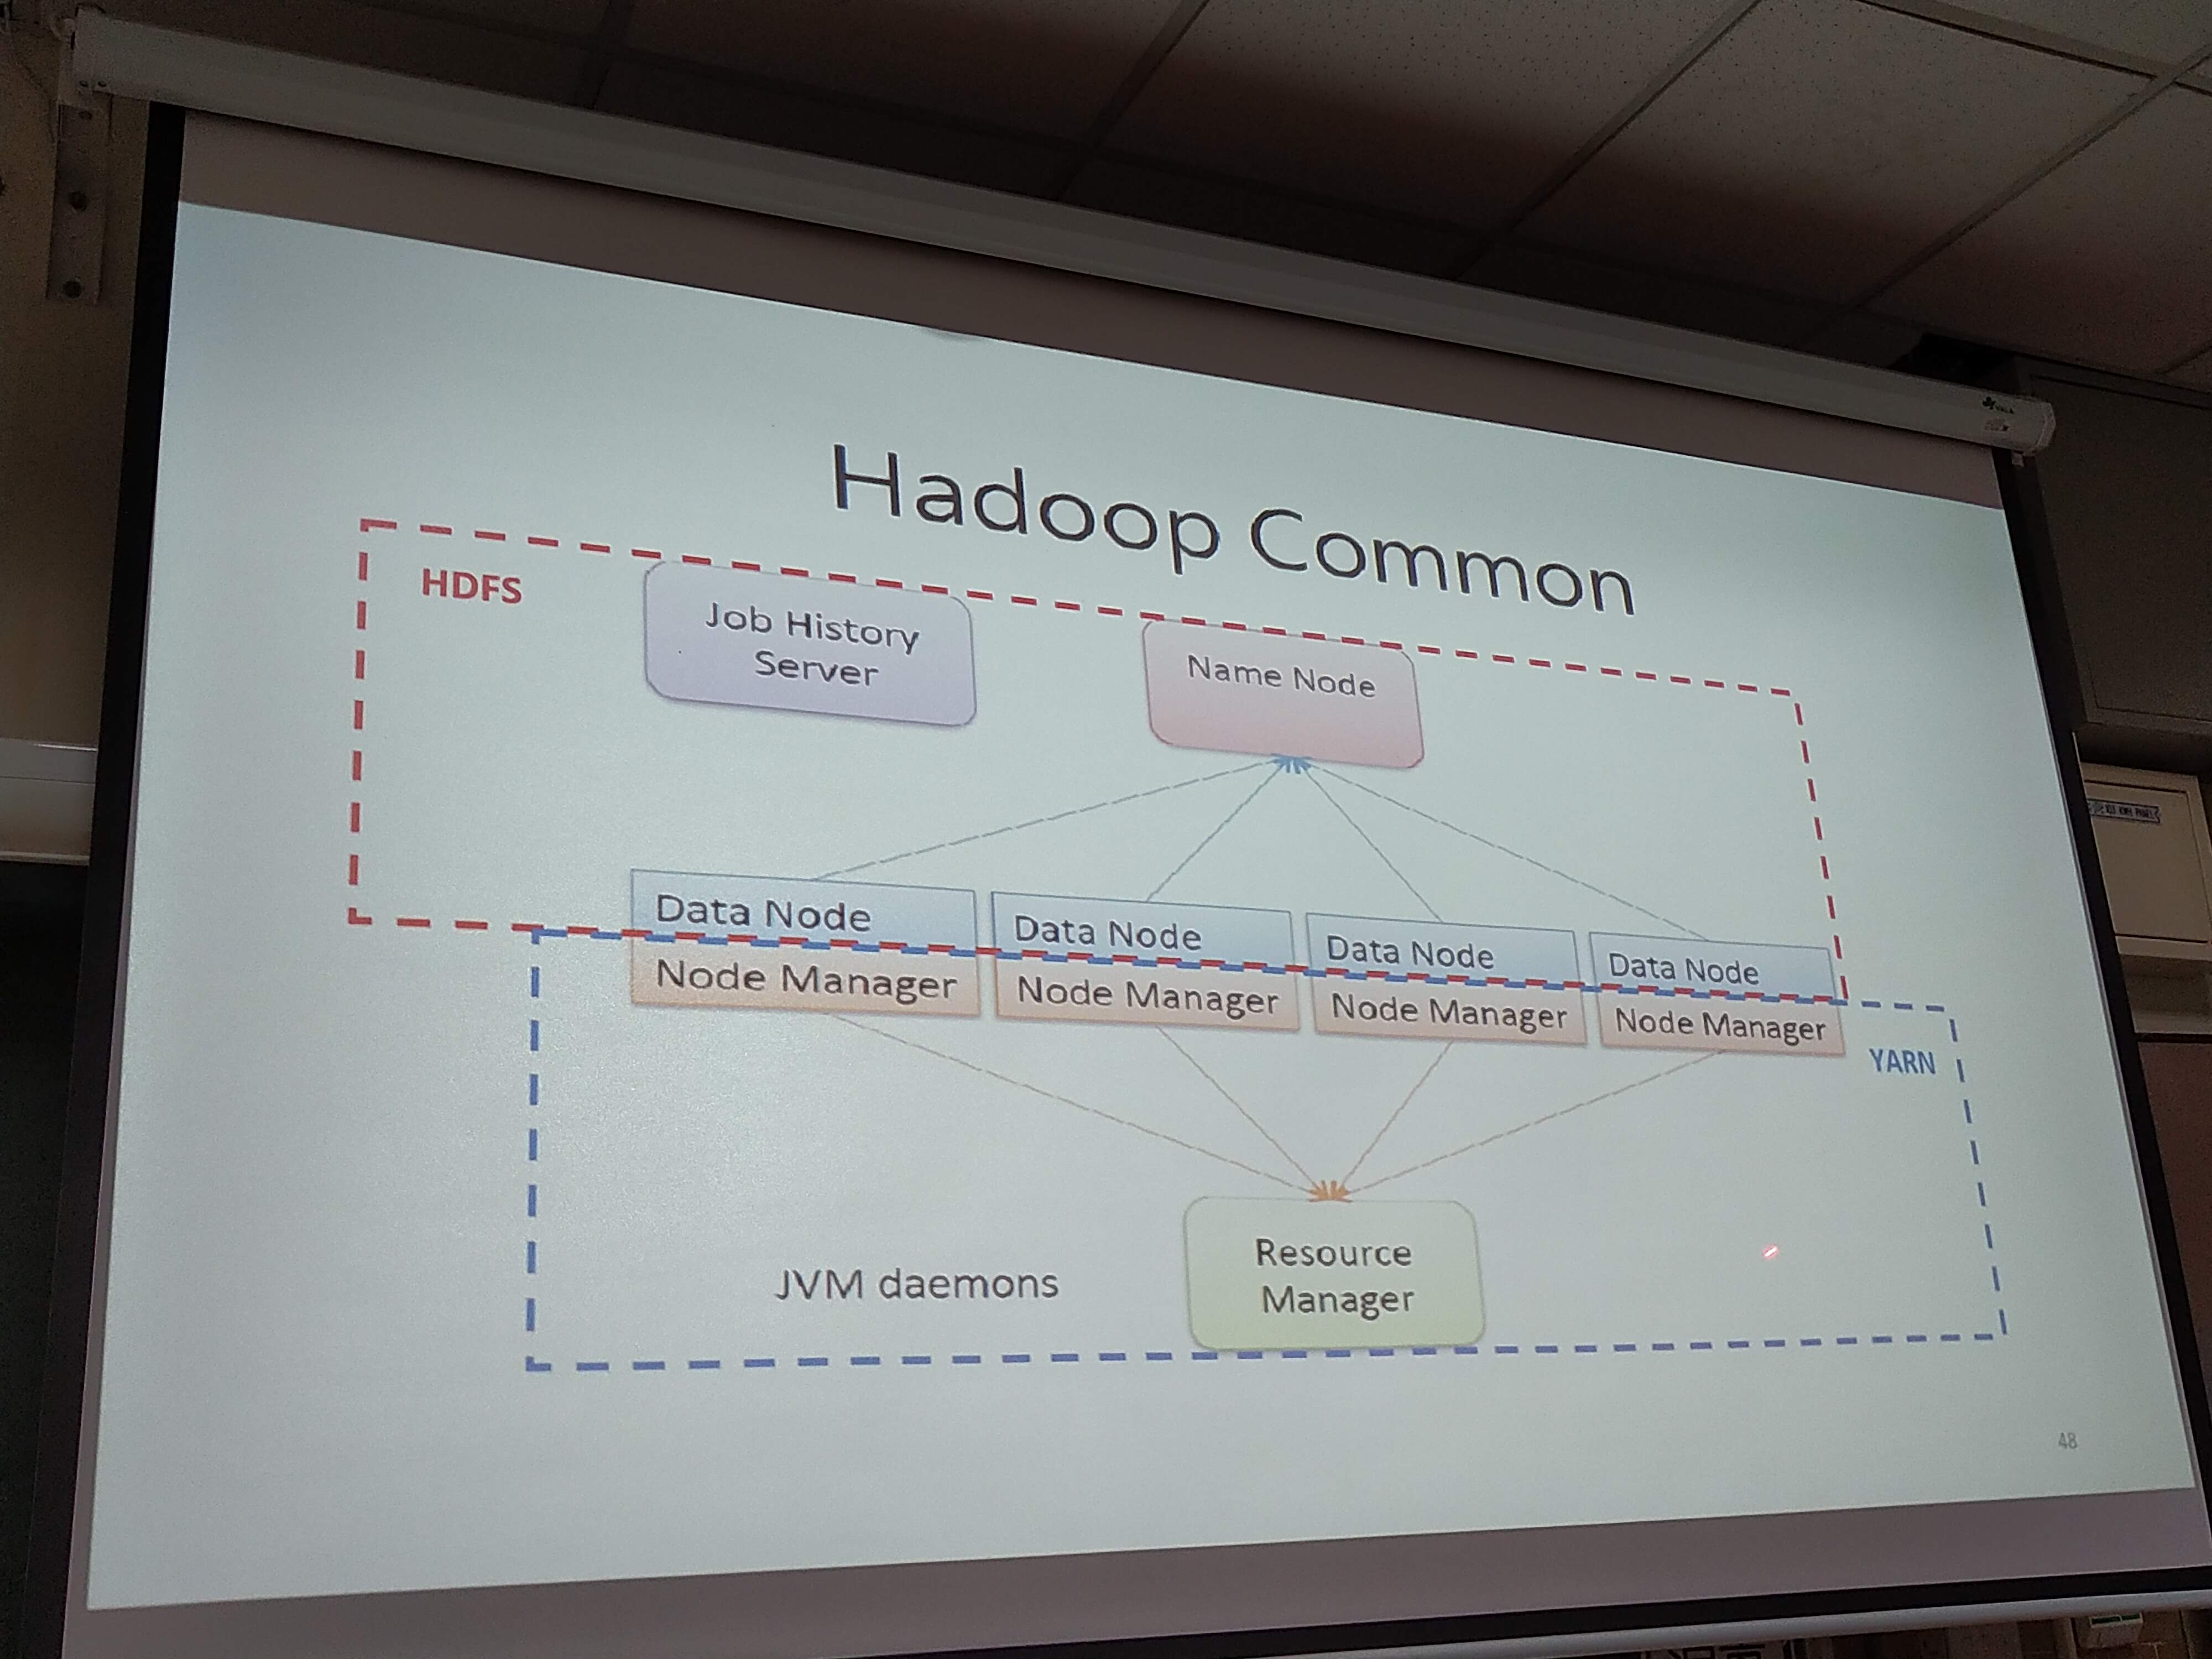 Hadoop Common
HDFS
Job History
Server
Name Node
Data Node
Data Node
Data Node
Data Node
Node Manager
Node Manager
Node Manager
Node Manager
YARN
Resource
Manager
JVM daemons
48